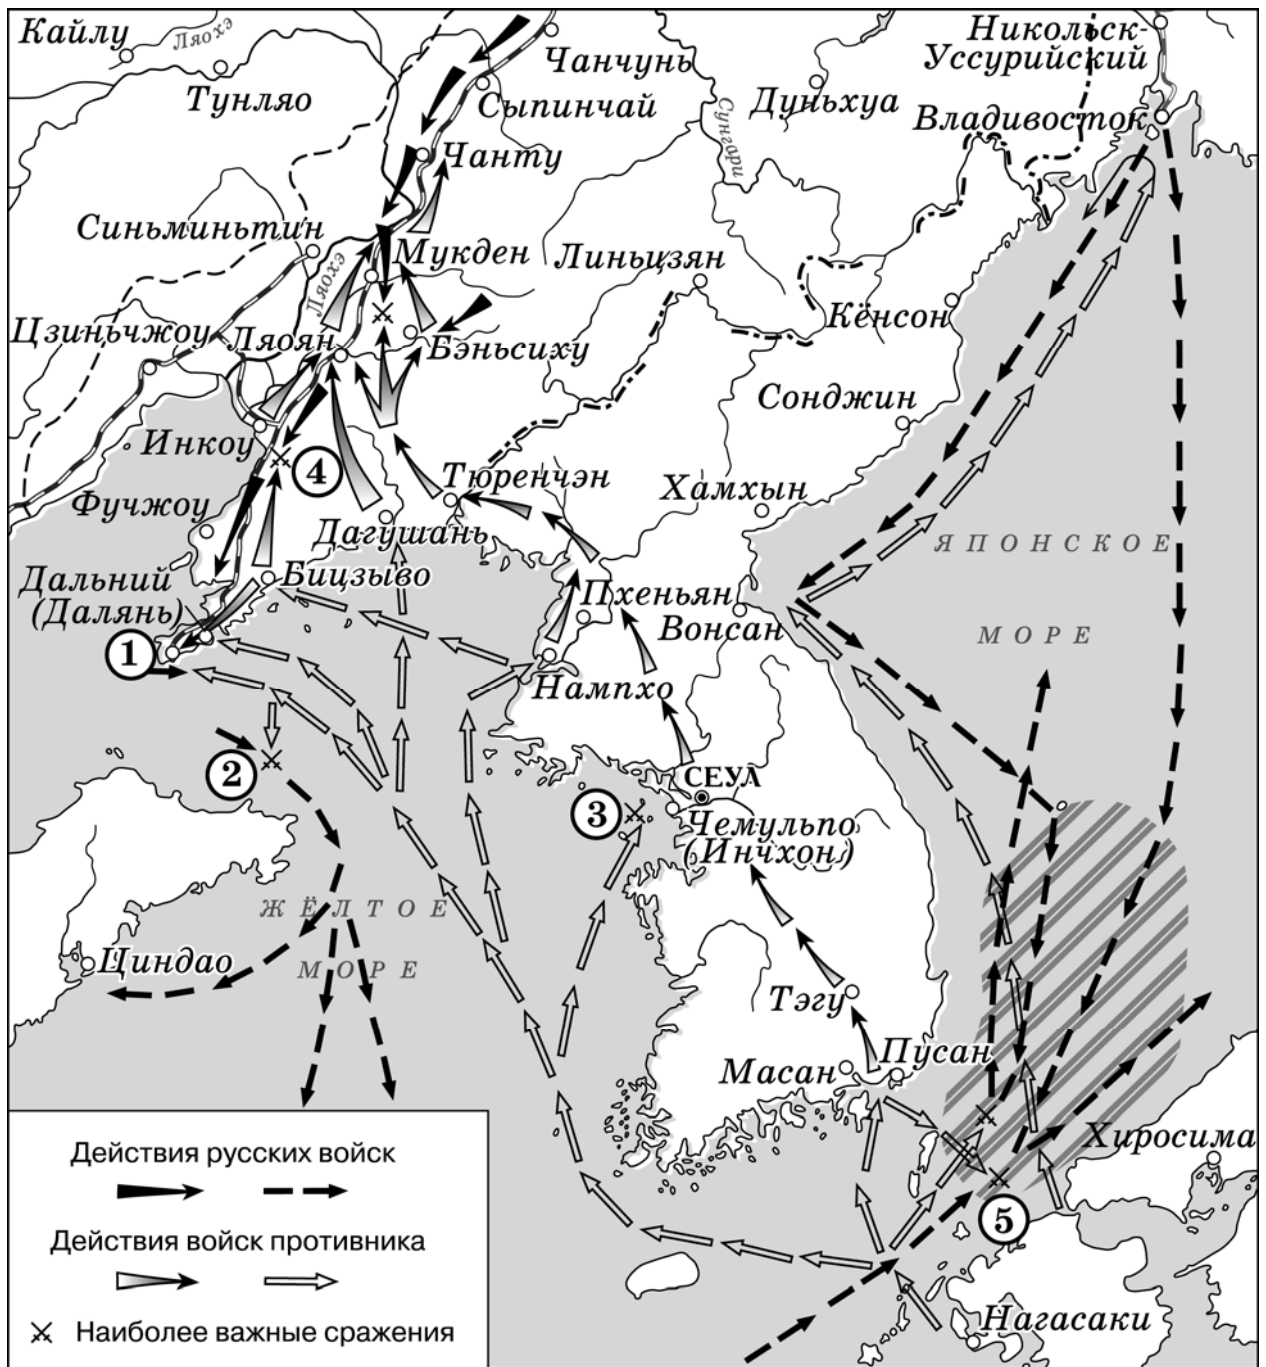 Кайлу
Ляохэ
Тунляо
Чанчунь
Сыпинчай
Никольск-
Уссурийский
Дуньхуа
Сунгари
Владивосток
Чанту
Синьминьтин
Мукден
Ляохэ
Линьцзян
Цзиньчжоу
Ляоян
Бэньсиху
Кёнсон
Сонджин
Инкоу
4
Тюренчэн
Хамхын
Фучжоу
Дагушань
ЯПОНСКОЕ
МОРЕ
Дальний
(Далянь)
Бицзыво
Пхеньян
Вонсан
1
Нампхо
2
СЕУЛ
3
Чемульпо
(Инчхон)
ЖЁЛТОЕ
МОРЕ
Циндао
Тэгу
Масан
Пусан
Хиросима
5
Нагасаки
Действия русских войск
Действия войск противника
Наиболее важные сражения